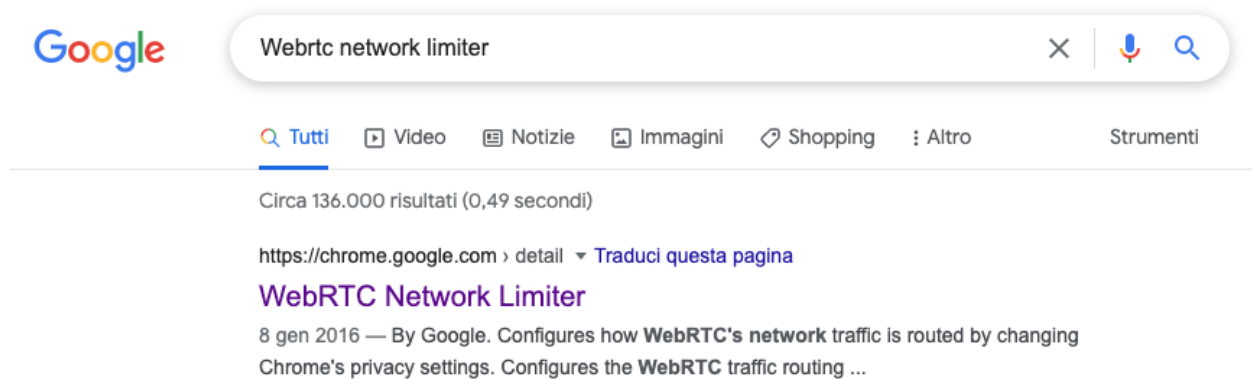 Google
Webrtc network limiter
Tutti Video Notizie Immagini Shopping Altro Strumenti
Circa 136.000 risultati (0,49 secondi)
https://chrome.google.com › detail Traduci questa pagina
WebRTC Network Limiter
8 gen 2016 — By Google. Configures how WebRTC's network traffic is routed by changing
Chrome's privacy settings. Configures the WebRTC traffic routing ...